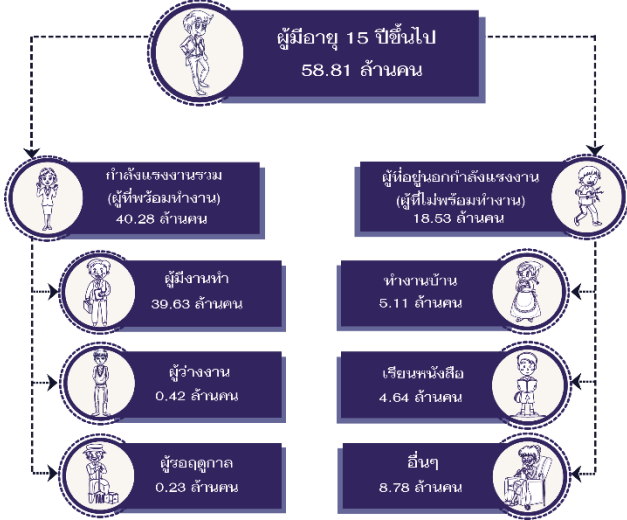 ผู้มีอายุ 15 ปีขึ้นไป
58.81 ล้านคน
กำลังแรงงานรวม
(ผู้ที่พร้อมทำงาน)
40.28 ล้านคน
ผู้มีงานทำ
39.63 ล้านคน
ผู้ว่างงาน
0.42 ล้านคน
ผู้รอฤดูกาล
0.23 ล้านคน
ผู้ที่อยู่นอกกำลังแรงงาน
(ผู้ที่ไม่พร้อมทำงาน)
18.53 ล้านคน
ทำงานบ้าน
5.11 ล้านคน
เรียนหนังสือ
4.64 ล้านคน
อื่นๆ
8.78 ล้านคน